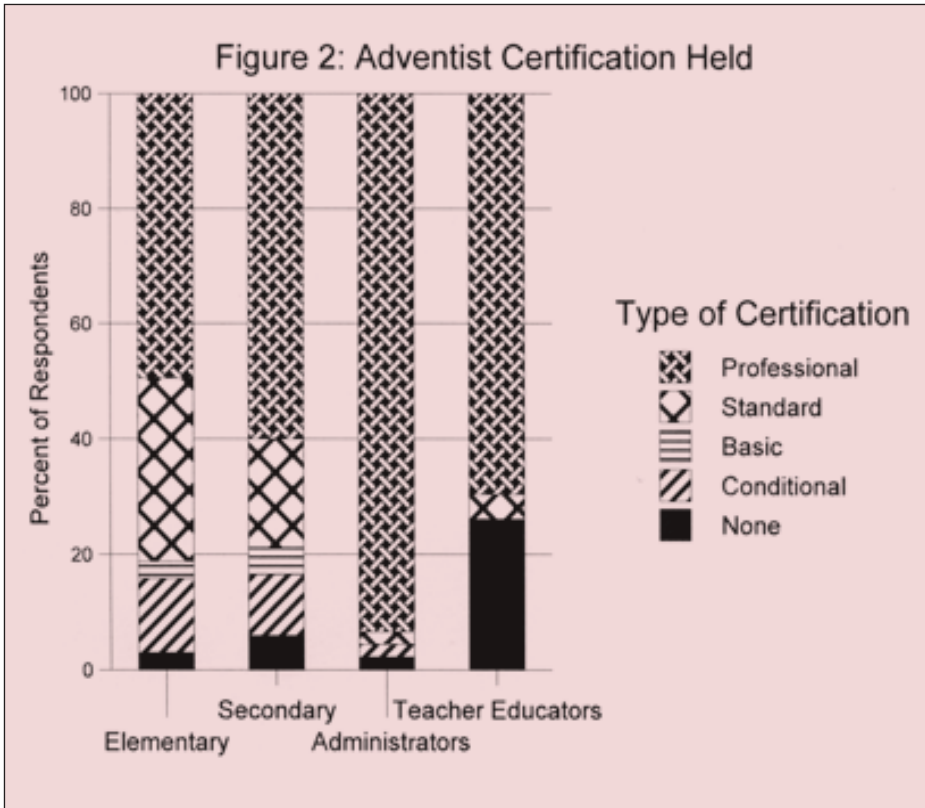 Figure 2: Adventist Certification Held
Percent of Respondents
100
80
60
40
20
0
Secondary
Teacher Educators
Elementary
Administrators
Type of Certification
Professional
Standard
Basic
Conditional
None